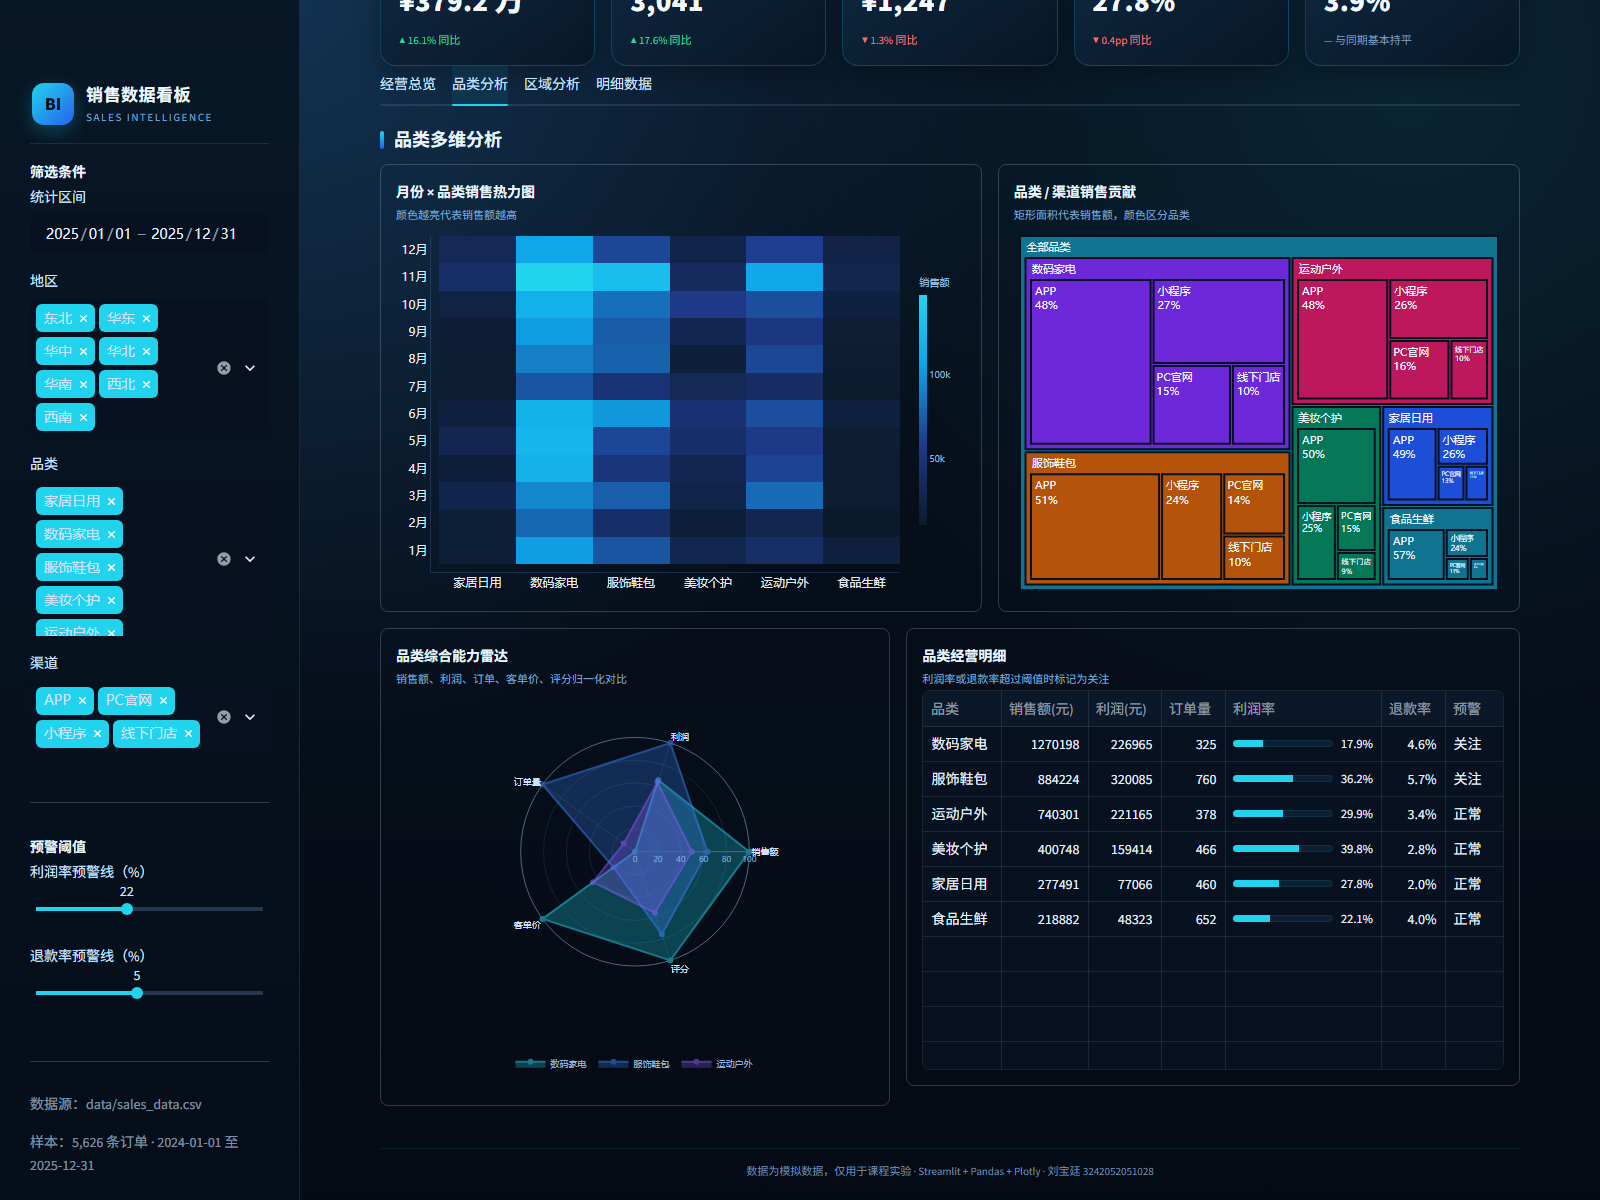 BI
销售数据看板
SALES INTELLIGENCE
筛选条件
统计区间
2025/01/01 – 2025/12/31
地区
东北 × 华东 ×
华中 × 华北 ×
华南 × 西北 ×
西南 ×
品类
家居日用 ×
数码家电 ×
服饰鞋包 ×
美妆个护 ×
运动户外 ×
渠道
APP × PC官网 ×
小程序 × 线下门店 ×
预警阈值
利润率预警线（%）
22
退款率预警线（%）
5
数据源：data/sales_data.csv
样本：5,626 条订单 · 2024-01-01 至
2025-12-31
¥379.2 万
▲ 16.1% 同比
3,041
▲ 17.6% 同比
¥1,247
▼ 1.3% 同比
27.8%
▼ 0.4pp 同比
3.9%
— 与同期基本持平
经营总览 品类分析 区域分析 明细数据
品类多维分析
月份 × 品类销售热力图
颜色越亮代表销售额越高
12月
11月
10月
9月
8月
7月
6月
5月
4月
3月
2月
1月
家居日用 数码家电 服饰鞋包 美妆个护 运动户外 食品生鲜
销售额
100k
50k
品类 / 渠道销售贡献
矩形面积代表销售额，颜色区分品类
全部品类
数码家电
APP
48%
小程序
27%
PC官网
15%
线下门店
10%
运动户外
APP
48%
小程序
26%
PC官网
16%
线下门店
10%
服饰鞋包
APP
51%
小程序
24%
PC官网
14%
线下门店
10%
美妆个护
APP
50%
小程序
25%
PC官网
15%
线下门店
9%
家居日用
APP
49%
小程序
26%
PC官网
13%
食品生鲜
APP
57%
小程序
24%
PC官网
11%
品类综合能力雷达
销售额、利润、订单、客单价、评分归一化对比
利润
订单量
销售额
客单价
评分
0 20 40 60 80 100
数码家电 服饰鞋包 运动户外
品类经营明细
利润率或退款率超过阈值时标记为关注
品类 销售额(元) 利润(元) 订单量 利润率 退款率 预警
数码家电 1270198 226965 325 17.9% 4.6% 关注
服饰鞋包 884224 320085 760 36.2% 5.7% 关注
运动户外 740301 221165 378 29.9% 3.4% 正常
美妆个护 400748 159414 466 39.8% 2.8% 正常
家居日用 277491 77066 460 27.8% 2.0% 正常
食品生鲜 218882 48323 652 22.1% 4.0% 正常
数据为模拟数据，仅用于课程实验 · Streamlit + Pandas + Plotly · 刘宝廷 3242052051028